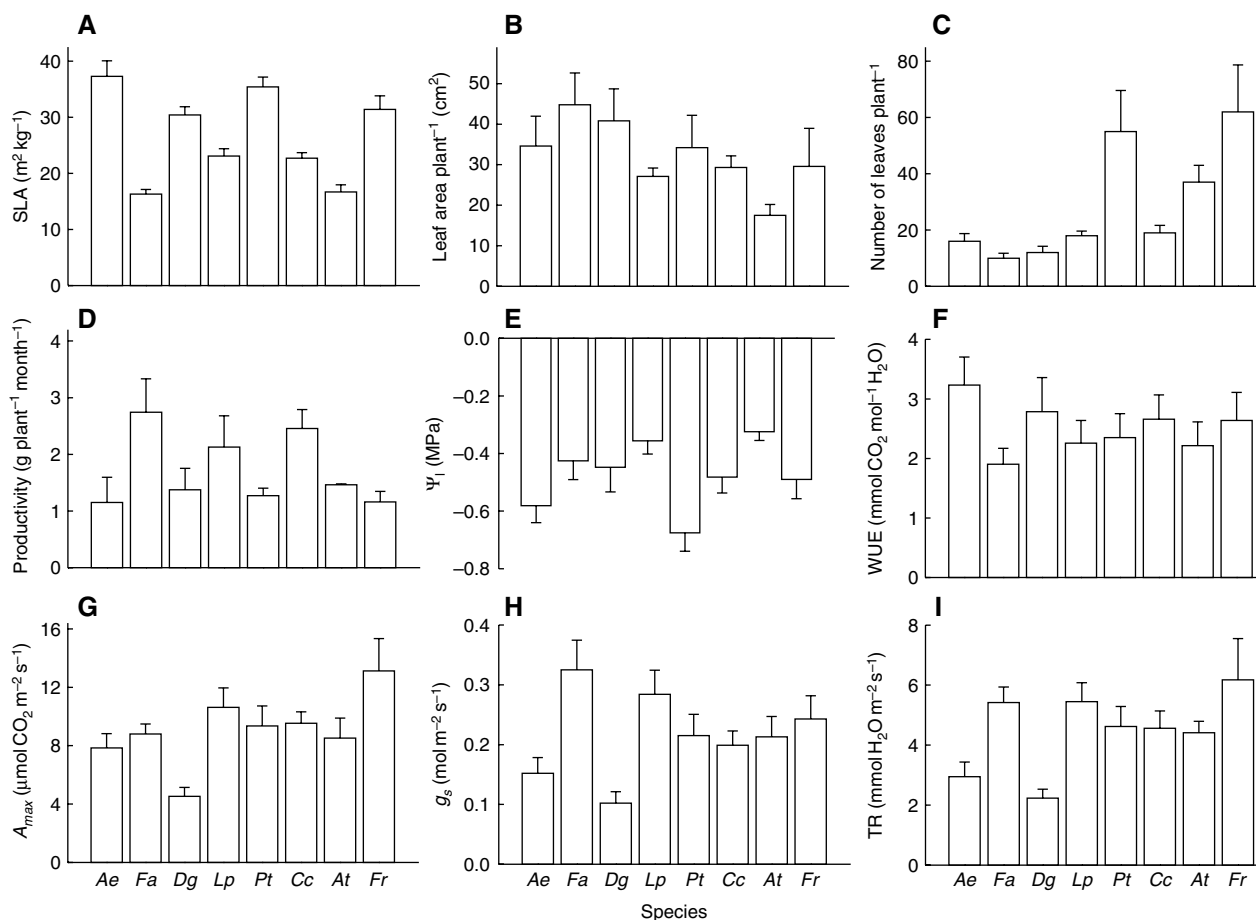 A
B
C
SLA (m² kg⁻¹)
40
30
20
10
0
Leaf area plant⁻¹ (cm²)
50
40
30
20
10
0
Number of leaves plant⁻¹
80
60
40
20
0
D
E
F
Productivity (g plant⁻¹ month⁻¹)
4
3
2
1
0
Ψₗ (MPa)
0.0
−0.2
−0.4
−0.6
−0.8
WUE (mmol CO₂ mol⁻¹ H₂O)
4
3
2
1
0
G
H
I
Amax (μmol CO₂ m⁻² s⁻¹)
16
12
8
4
0
gs (mol m⁻² s⁻¹)
0.4
0.3
0.2
0.1
0.0
TR (mmol H₂O m⁻² s⁻¹)
8
6
4
2
0
Ae Fa Dg Lp Pt Cc At Fr
Ae Fa Dg Lp Pt Cc At Fr
Ae Fa Dg Lp Pt Cc At Fr
Species